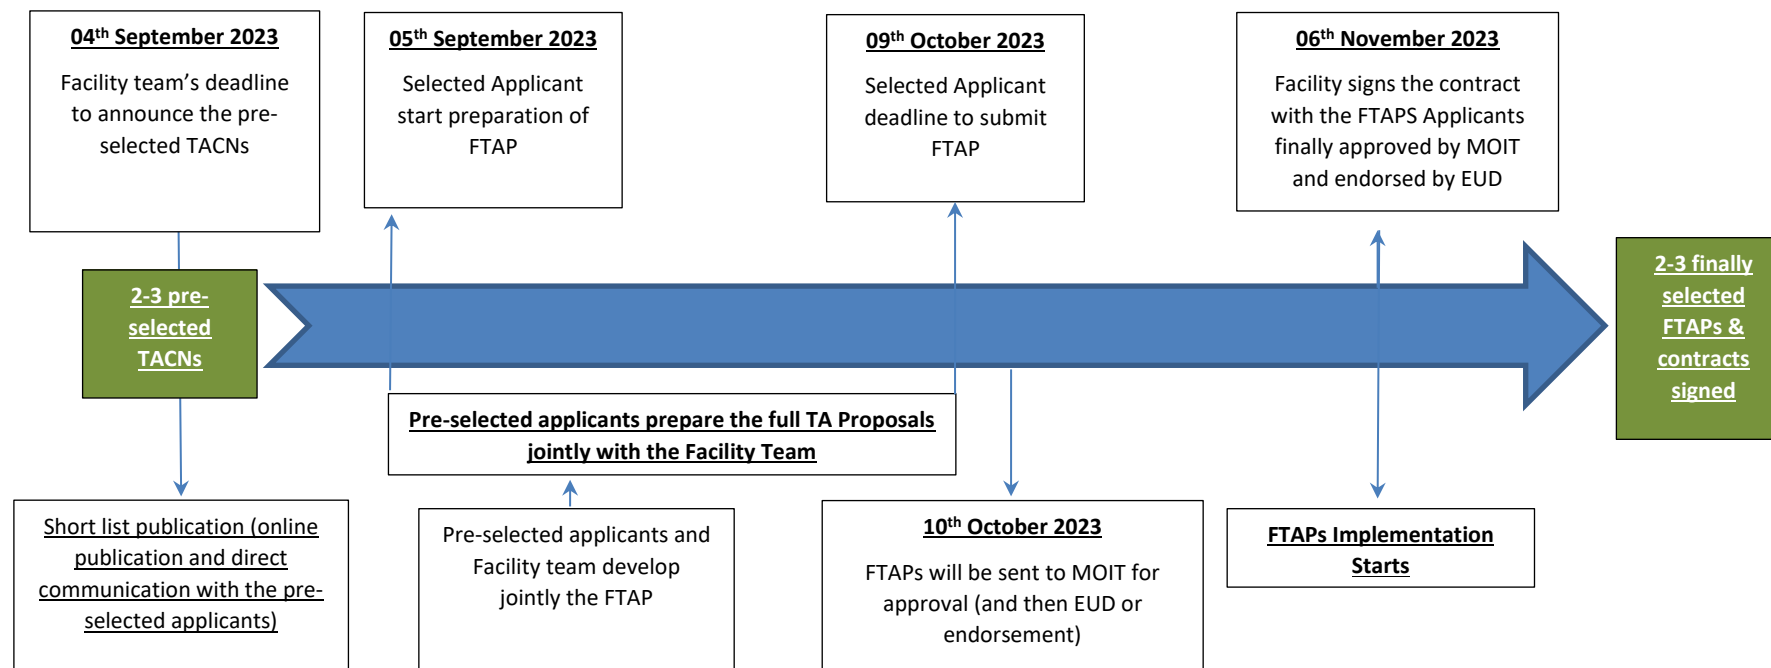 04th September 2023
Facility team’s deadline
to announce the pre-
selected TACNs
05th September 2023
Selected Applicant
start preparation of
FTAP
09th October 2023
Selected Applicant
deadline to submit
FTAP
06th November 2023
Facility signs the contract
with the FTAPS Applicants
finally approved by MOIT
and endorsed by EUD
2-3 pre-
selected
TACNs
2-3 finally
selected
FTAPs &
contracts
signed
Pre-selected applicants prepare the full TA Proposals
jointly with the Facility Team
Short list publication (online
publication and direct
communication with the pre-
selected applicants)
Pre-selected applicants and
Facility team develop
jointly the FTAP
10th October 2023
FTAPs will be sent to MOIT for
approval (and then EUD or
endorsement)
FTAPs Implementation
Starts